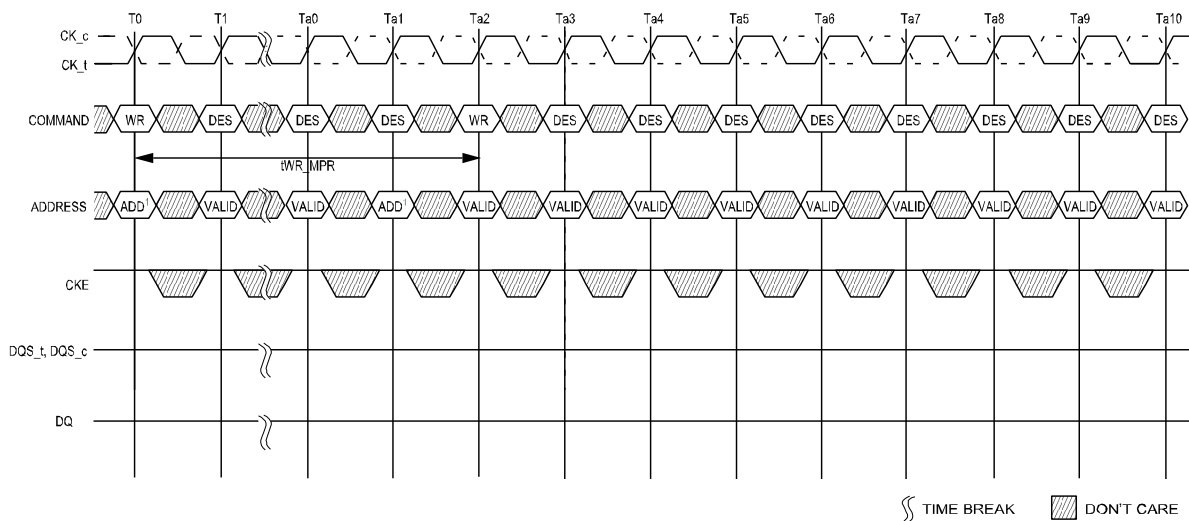 T0 T1 Ta0 Ta1 Ta2 Ta3 Ta4 Ta5 Ta6 Ta7 Ta8 Ta9 Ta10
CK_c
CK_t
COMMAND WR DES DES DES WR DES DES DES DES DES DES DES DES
tWR_MPR
ADDRESS ADD¹ VALID VALID ADD¹ VALID VALID VALID VALID VALID VALID VALID VALID VALID
CKE
DQS_t, DQS_c
DQ
TIME BREAK DON'T CARE